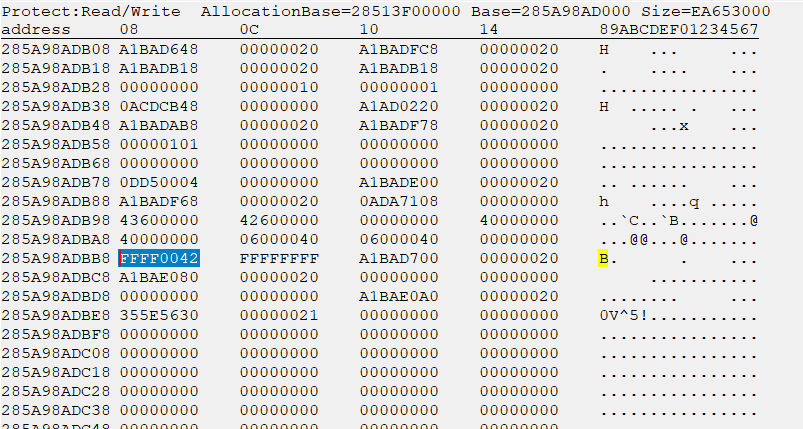 Protect:Read/Write  AllocationBase=28513F00000 Base=285A98AD000 Size=EA653000
address 08 0C 10 14 89ABCDEF01234567
285A98ADB08 A1BAD648 00000020 A1BADFC8 00000020 H ... ...
285A98ADB18 A1BADB18 00000020 A1BADB18 00000020 . .... ...
285A98ADB28 00000000 00000010 00000001 00000000 ................
285A98ADB38 0ACDCB48 00000000 A1AD0220 00000020 H ..... . ...
285A98ADB48 A1BADAB8 00000020 A1BADF78 00000020 ...x ...
285A98ADB58 00000101 00000000 00000000 00000000 ................
285A98ADB68 00000000 00000000 00000000 00000000 ................
285A98ADB78 0DD50004 00000000 A1BADE00 00000020 .. ...... ...
285A98ADB88 A1BADF68 00000020 0ADA7108 00000000 h ....q .....
285A98ADB98 43600000 42600000 00000000 40000000 ..`C..`B.......@
285A98ADBA8 40000000 06000040 06000040 00000000 ...@@...@.......
285A98ADBB8 FFFF0042 FFFFFFFF A1BAD700 00000020 B. . ...
285A98ADBC8 A1BAE080 00000020 00000000 00000000 ...........
285A98ADBD8 00000000 00000000 A1BAE0A0 00000020 ........ ...
285A98ADBE8 355E5630 00000021 00000000 00000000 0V^5!...........
285A98ADBF8 00000000 00000000 00000000 00000000 ................
285A98ADC08 00000000 00000000 00000000 00000000 ................
285A98ADC18 00000000 00000000 00000000 00000000 ................
285A98ADC28 00000000 00000000 00000000 00000000 ................
285A98ADC38 00000000 00000000 00000000 00000000 ................